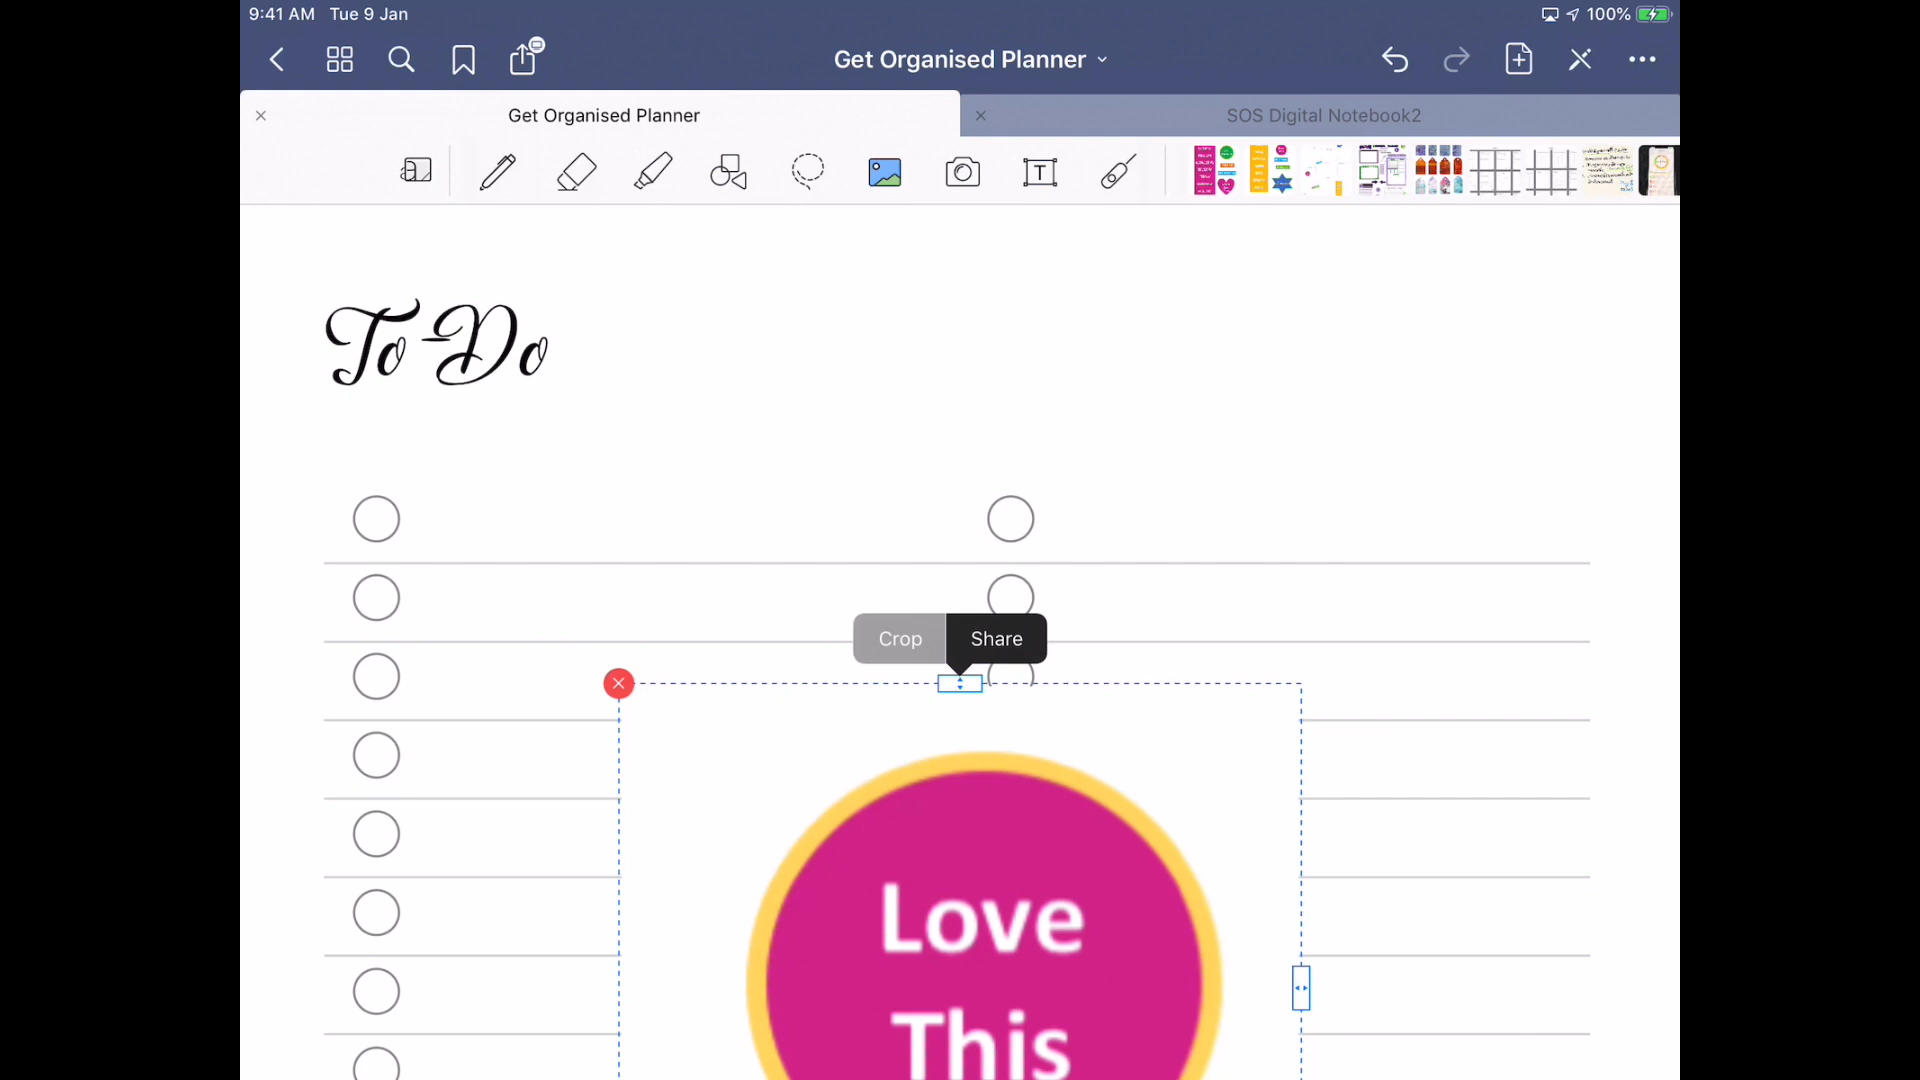 9:41 AM Tue 9 Jan 100%
Get Organised Planner
Get Organised Planner SOS Digital Notebook2
T
To-Do
Crop Share
Love
This